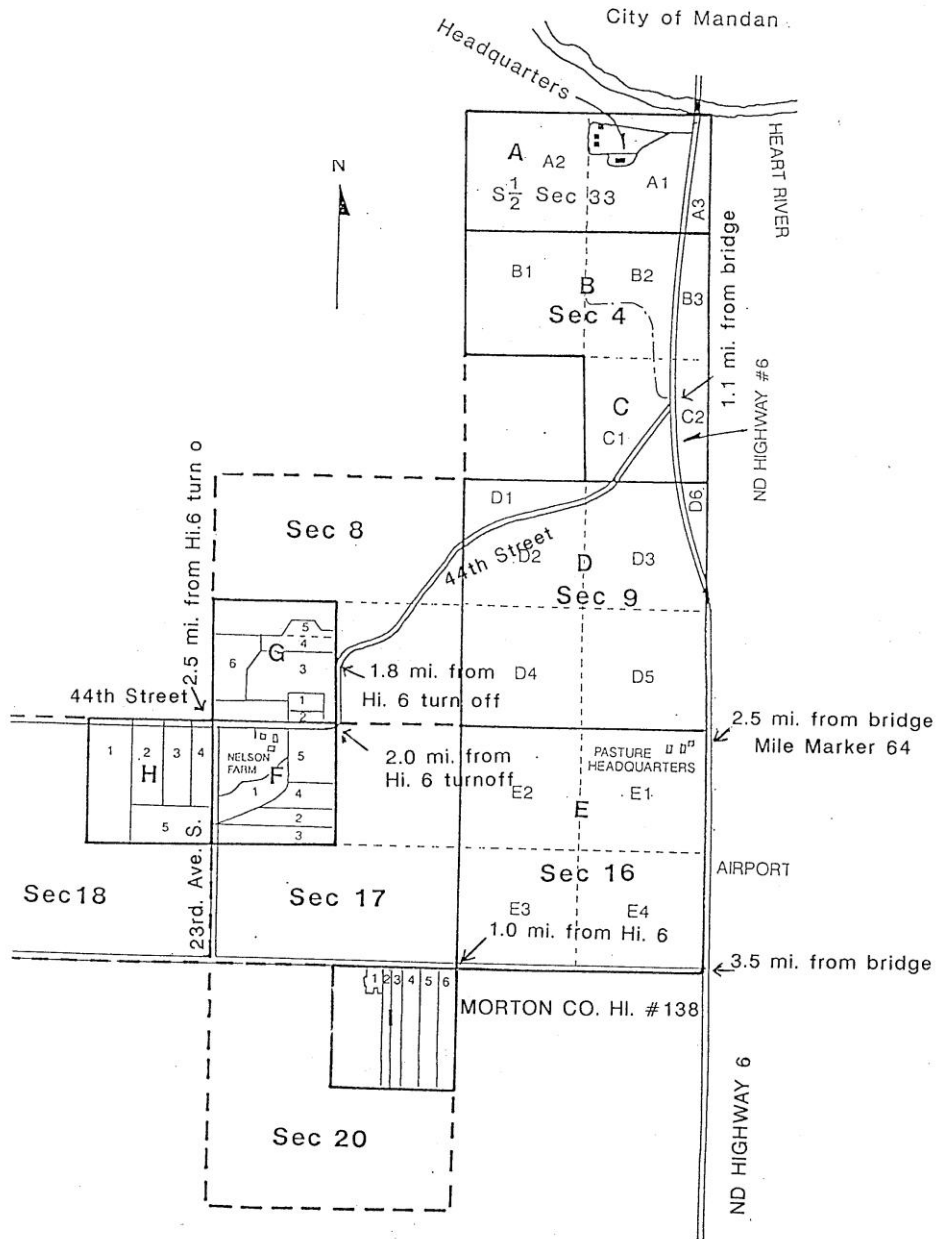 City of Mandan
Headquarters
HEART RIVER
N
A
A2
A1
A3
S 1/2 Sec 33
B1
B2
B
B3
Sec 4
1.1 mi. from bridge
ND HIGHWAY #6
C
C1
C2
D1
D6
D2
D
D3
Sec 9
44th Street
D4
D5
Sec 8
2.5 mi. from Hi.6 turn o
5
4
G
6
3
1
2
1.8 mi. from
Hi. 6 turn off
44th Street
2.5 mi. from bridge
Mile Marker 64
1
2
3
4
H
5
NELSON
FARM
F
5
1
4
2
3
2.0 mi. from
Hi. 6 turnoff
PASTURE
HEADQUARTERS
E2
E1
E
Sec 16
E3
E4
AIRPORT
Sec18
23rd. Ave. S.
Sec 17
1.0 mi. from Hi. 6
3.5 mi. from bridge
1
2
3
4
5
6
MORTON CO. HI. #138
Sec 20
ND HIGHWAY 6